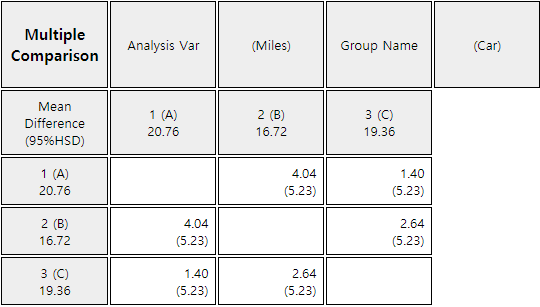 Multiple
Comparison
Analysis Var
(Miles)
Group Name
(Car)
Mean
Difference
(95%HSD)
1 (A)
20.76
2 (B)
16.72
3 (C)
19.36
1 (A)
20.76
4.04
(5.23)
1.40
(5.23)
2 (B)
16.72
4.04
(5.23)
2.64
(5.23)
3 (C)
19.36
1.40
(5.23)
2.64
(5.23)